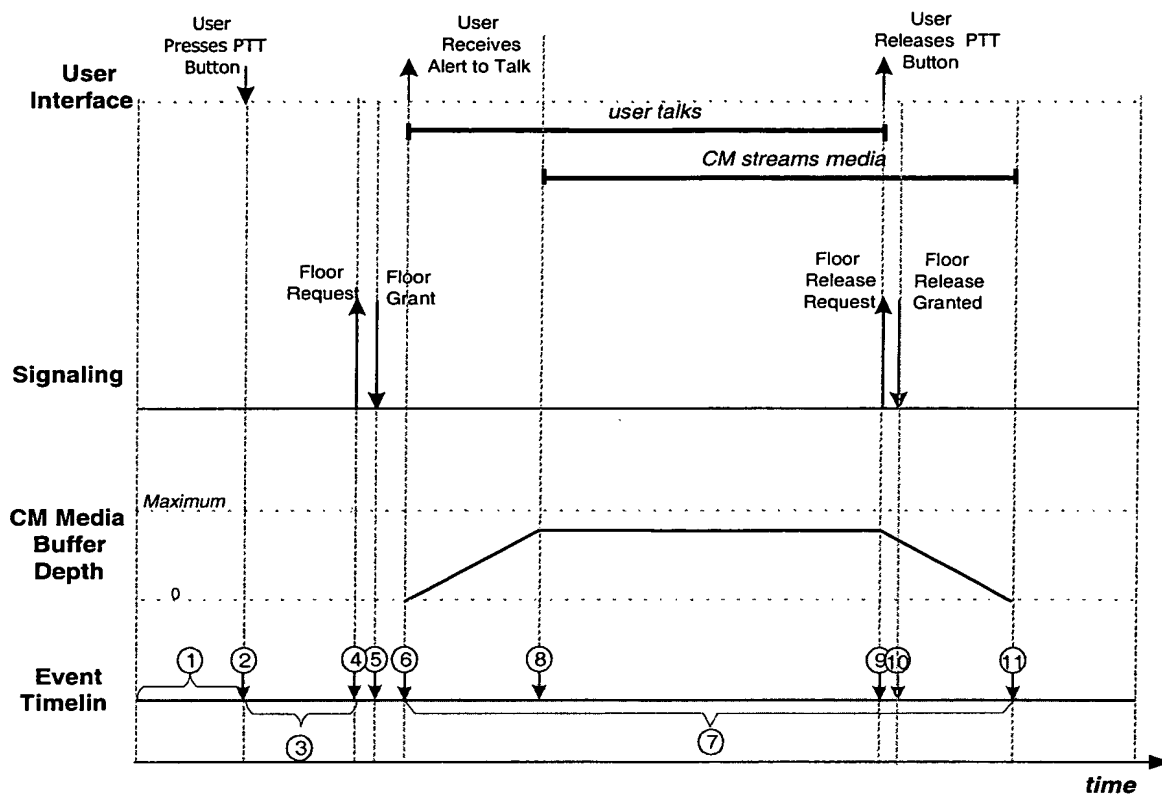 User
Presses PTT
Button
User
Receives
Alert to Talk
User
Releases PTT
Button
User
Interface
user talks
CM streams media
Floor
Request
Floor
Grant
Floor
Release
Request
Floor
Release
Granted
Signaling
Maximum
CM Media
Buffer
Depth
0
1
2
4
5
6
8
9
10
11
Event
Timelin
3
7
time